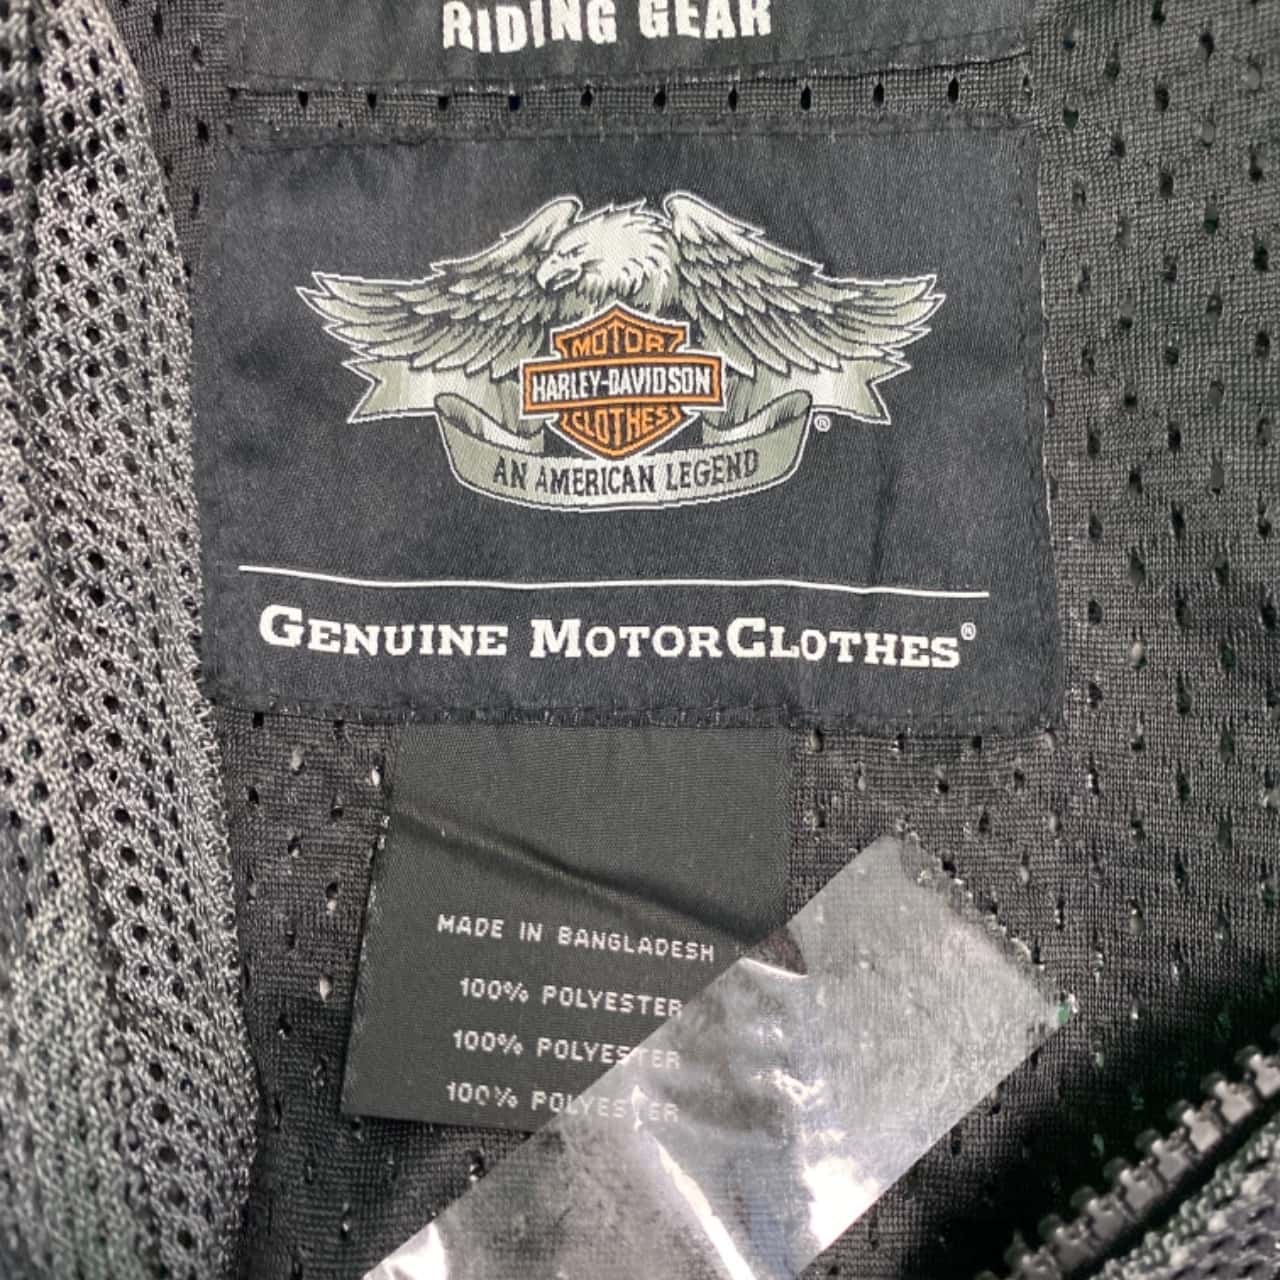 RIDING GEAR
MOTOR
HARLEY-DAVIDSON
CLOTHES
®
AN AMERICAN LEGEND
GENUINE MOTORCLOTHES®
MADE IN BANGLADESH
100% POLYESTER
100% POLYESTER
100% POLYESTER